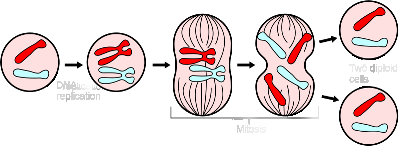 DNA
replication
Mitosis
Two diploid
cells